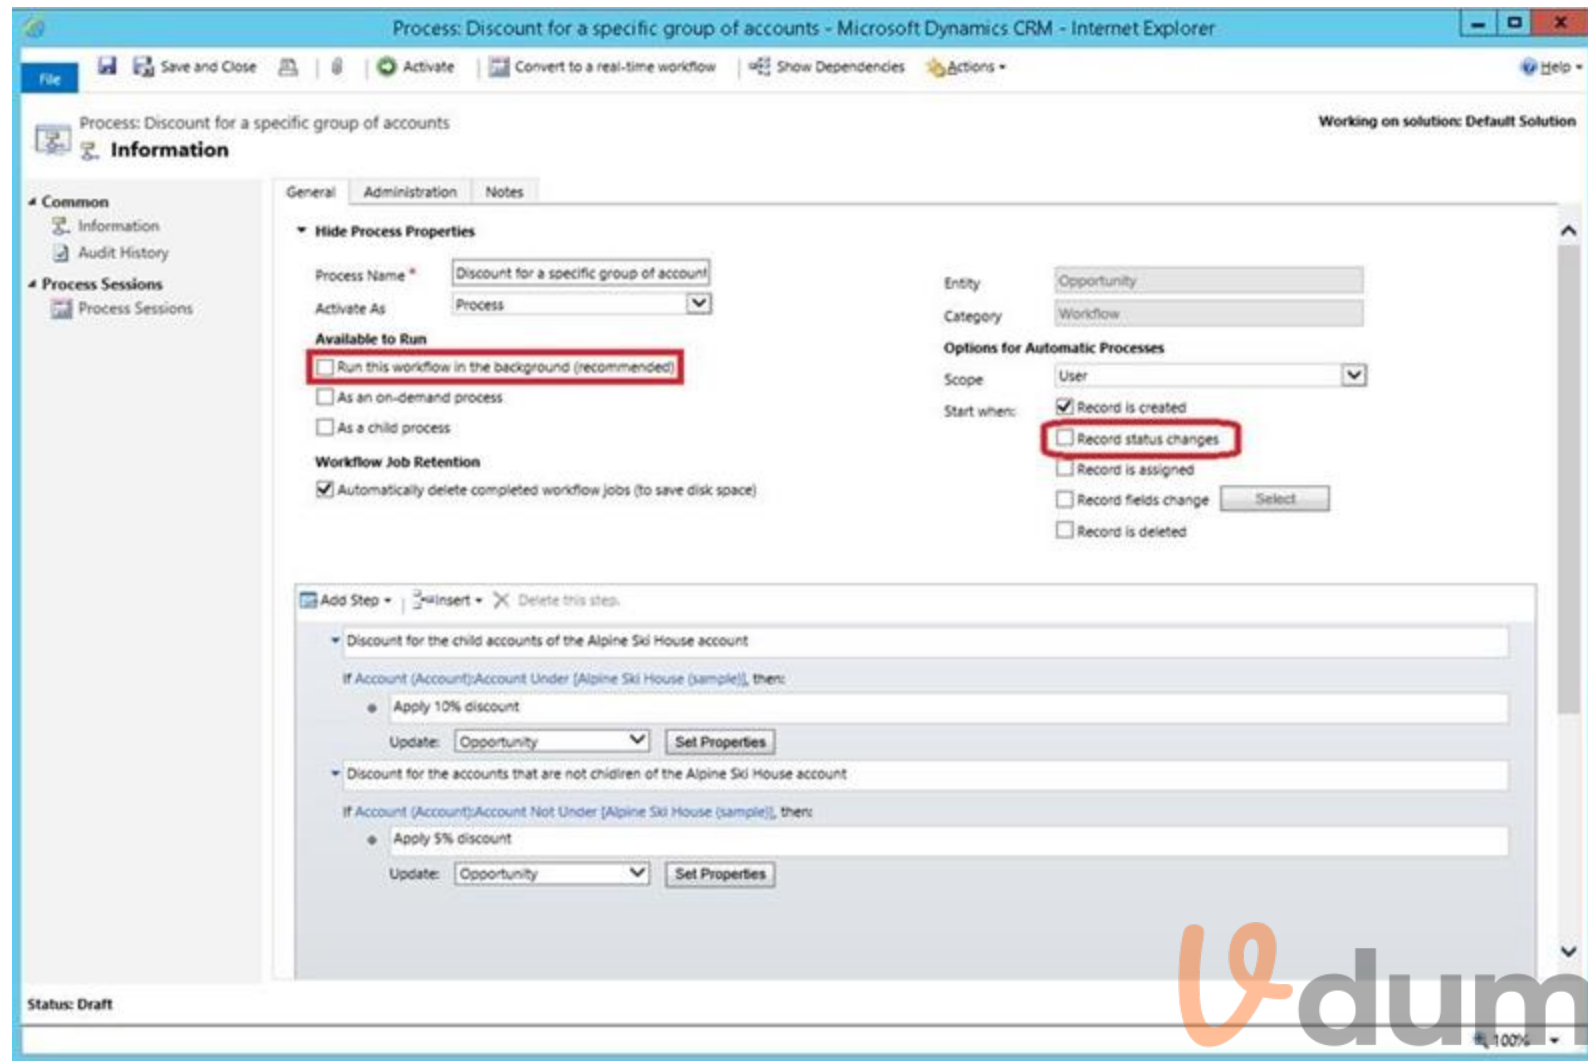 Process: Discount for a specific group of accounts - Microsoft Dynamics CRM - Internet Explorer
File Save and Close Activate Convert to a real-time workflow Show Dependencies Actions Help
Process: Discount for a specific group of accounts
Working on solution: Default Solution
Information
Common
Information
Audit History
Process Sessions
Process Sessions
General Administration Notes
Hide Process Properties
Process Name * Discount for a specific group of account
Activate As Process
Available to Run
Run this workflow in the background (recommended)
As an on-demand process
As a child process
Workflow Job Retention
Automatically delete completed workflow jobs (to save disk space)
Entity Opportunity
Category Workflow
Options for Automatic Processes
Scope User
Start when: Record is created
Record status changes
Record is assigned
Record fields change Select
Record is deleted
Add Step Insert Delete this step.
Discount for the child accounts of the Alpine Ski House account
If Account (Account):Account Under [Alpine Ski House (sample)], then:
Apply 10% discount
Update: Opportunity Set Properties
Discount for the accounts that are not chidlren of the Alpine Ski House account
If Account (Account):Account Not Under [Alpine Ski House (sample)], then:
Apply 5% discount
Update: Opportunity Set Properties
Status: Draft
dum
100%